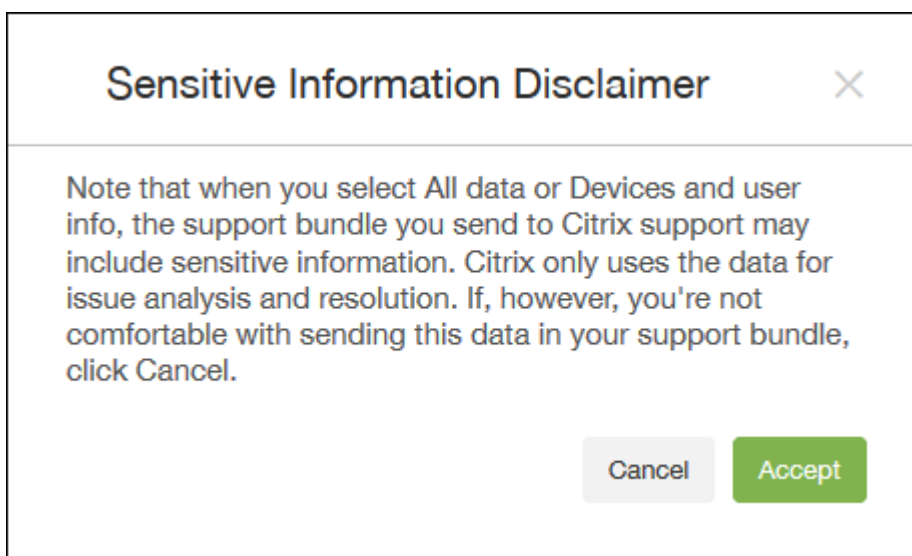 Sensitive Information Disclaimer
Note that when you select All data or Devices and user
info, the support bundle you send to Citrix support may
include sensitive information. Citrix only uses the data for
issue analysis and resolution. If, however, you're not
comfortable with sending this data in your support bundle,
click Cancel.
Cancel Accept